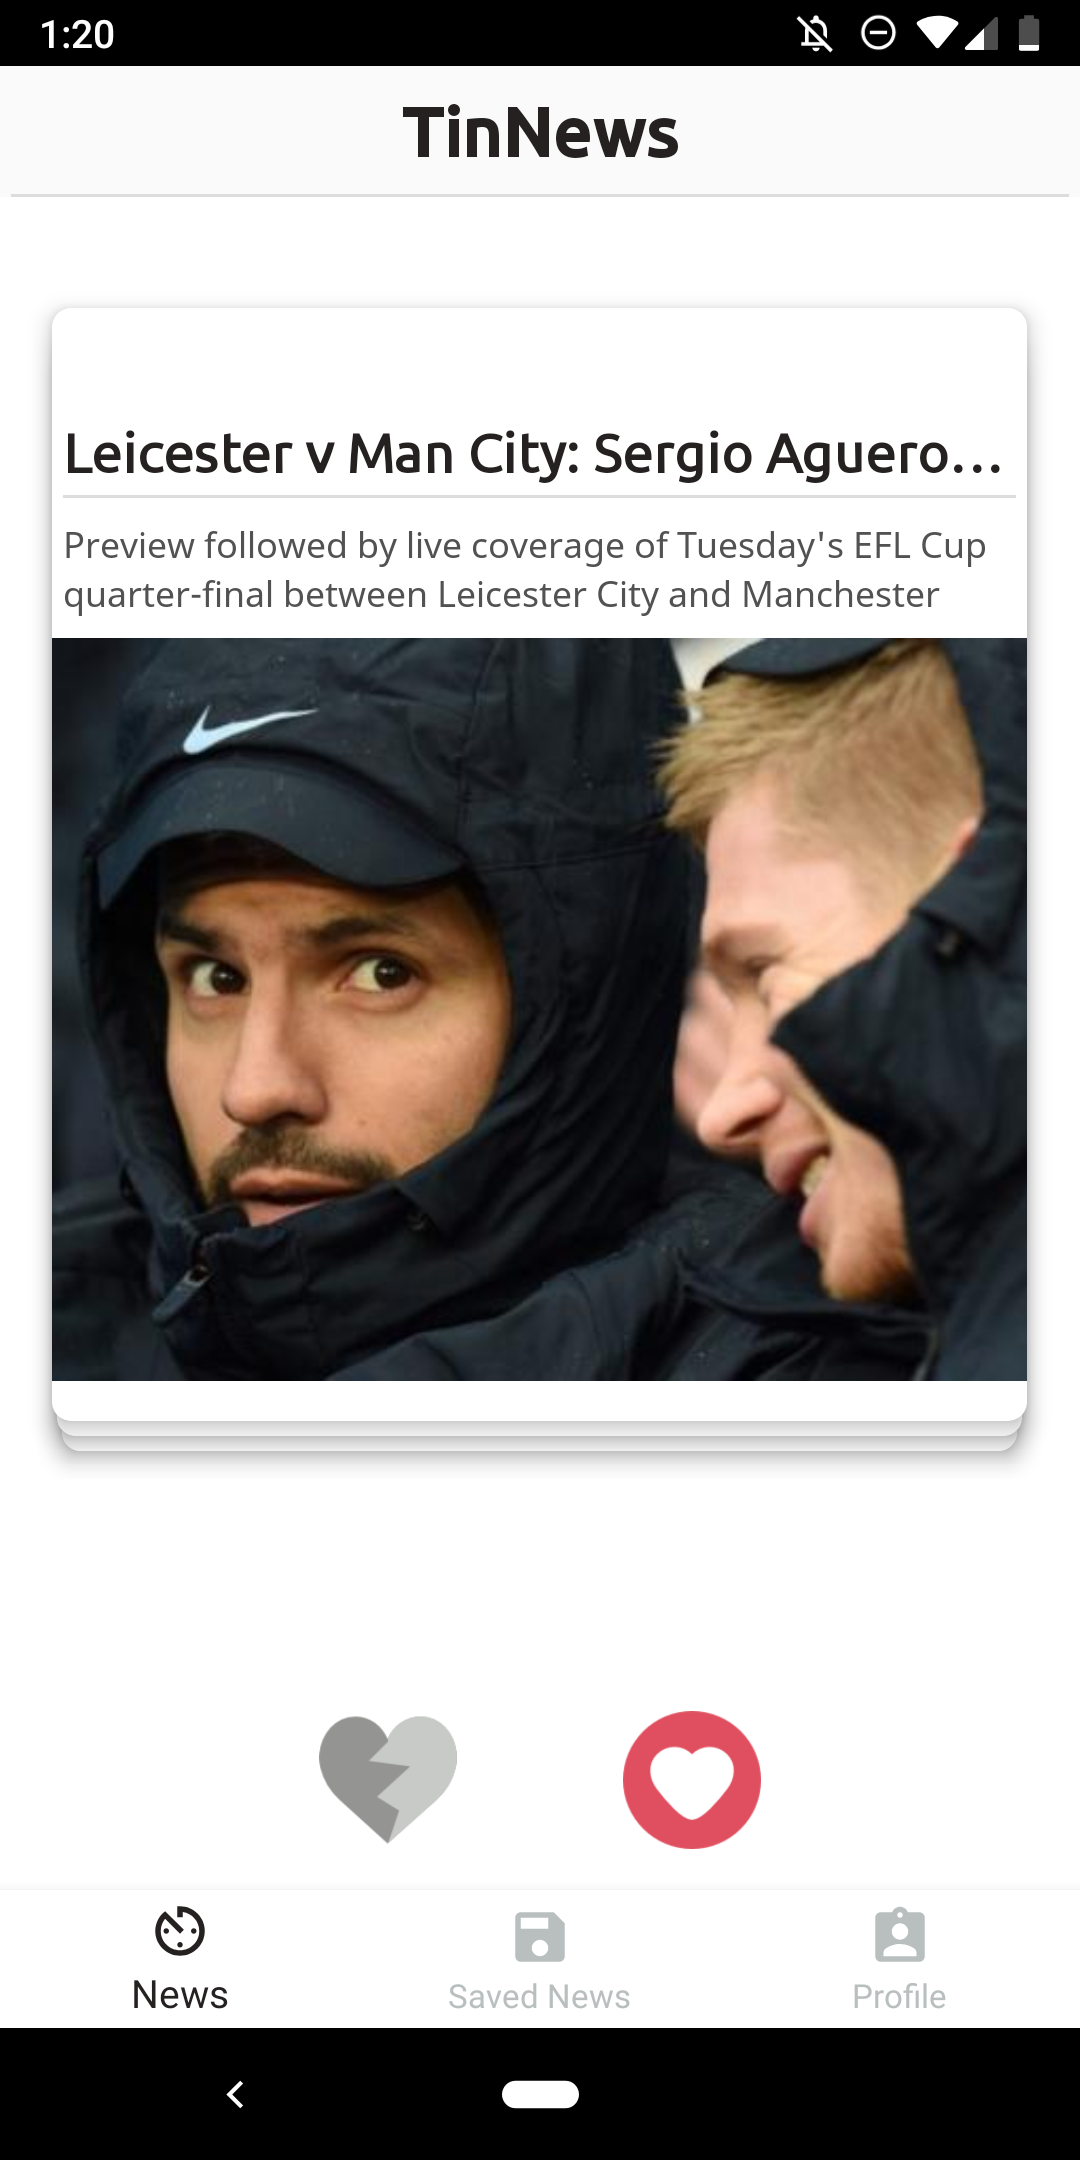 1:20
TinNews
Leicester v Man City: Sergio Aguero…
Preview followed by live coverage of Tuesday's EFL Cup
quarter-final between Leicester City and Manchester
News
Saved News
Profile